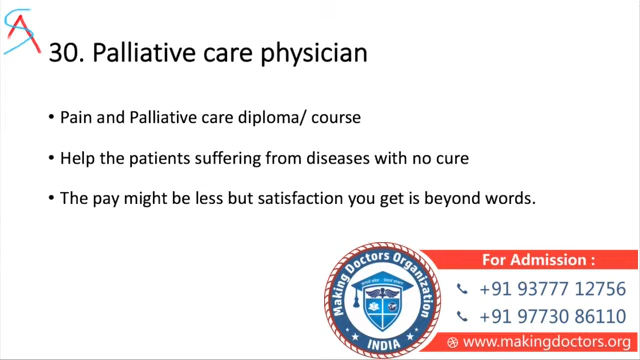 SA
30. Palliative care physician
• Pain and Palliative care diploma/ course
• Help the patients suffering from diseases with no cure
• The pay might be less but satisfaction you get is beyond words.
Making Doctors Organization
INDIA
For Admission :
+91 93777 12756
+91 97730 86110
www.makingdoctors.org